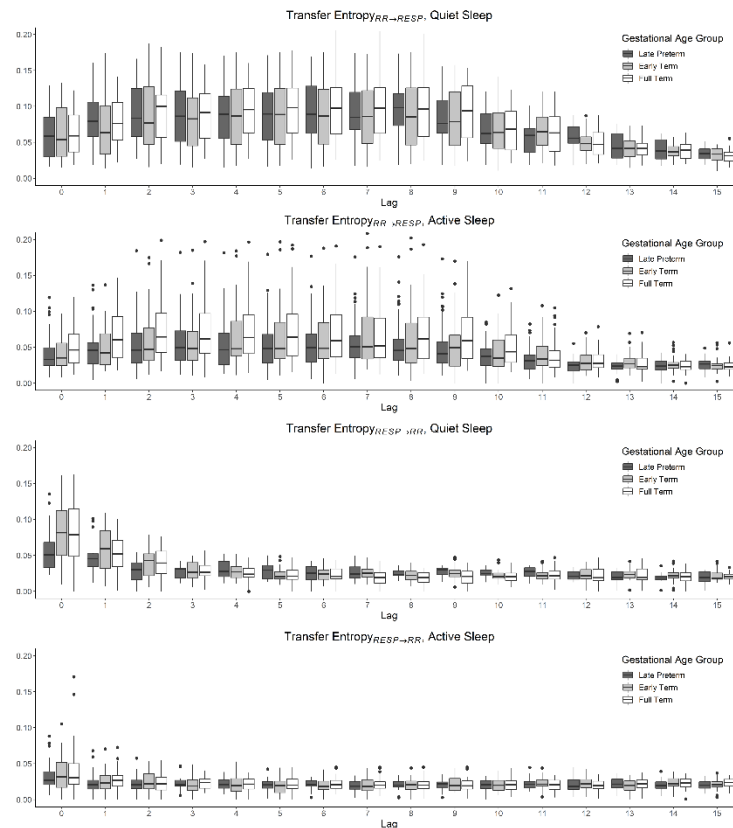 Transfer Entropy RR→RESP, Quiet Sleep
Gestational Age Group
Late Preterm
Early Term
Full Term
0.20
0.15
0.10
0.05
0.00
0 1 2 3 4 5 6 7 8 9 10 11 12 13 14 15
Lag
Transfer Entropy RR→RESP, Active Sleep
Gestational Age Group
Late Preterm
Early Term
Full Term
0.20
0.15
0.10
0.05
0.00
0 1 2 3 4 5 6 7 8 9 10 11 12 13 14 15
Lag
Transfer Entropy RESP→RR, Quiet Sleep
Gestational Age Group
Late Preterm
Early Term
Full Term
0.20
0.15
0.10
0.05
0.00
0 1 2 3 4 5 6 7 8 9 10 11 12 13 14 15
Lag
Transfer Entropy RESP→RR, Active Sleep
Gestational Age Group
Late Preterm
Early Term
Full Term
0.20
0.15
0.10
0.05
0.00
0 1 2 3 4 5 6 7 8 9 10 11 12 13 14 15
Lag